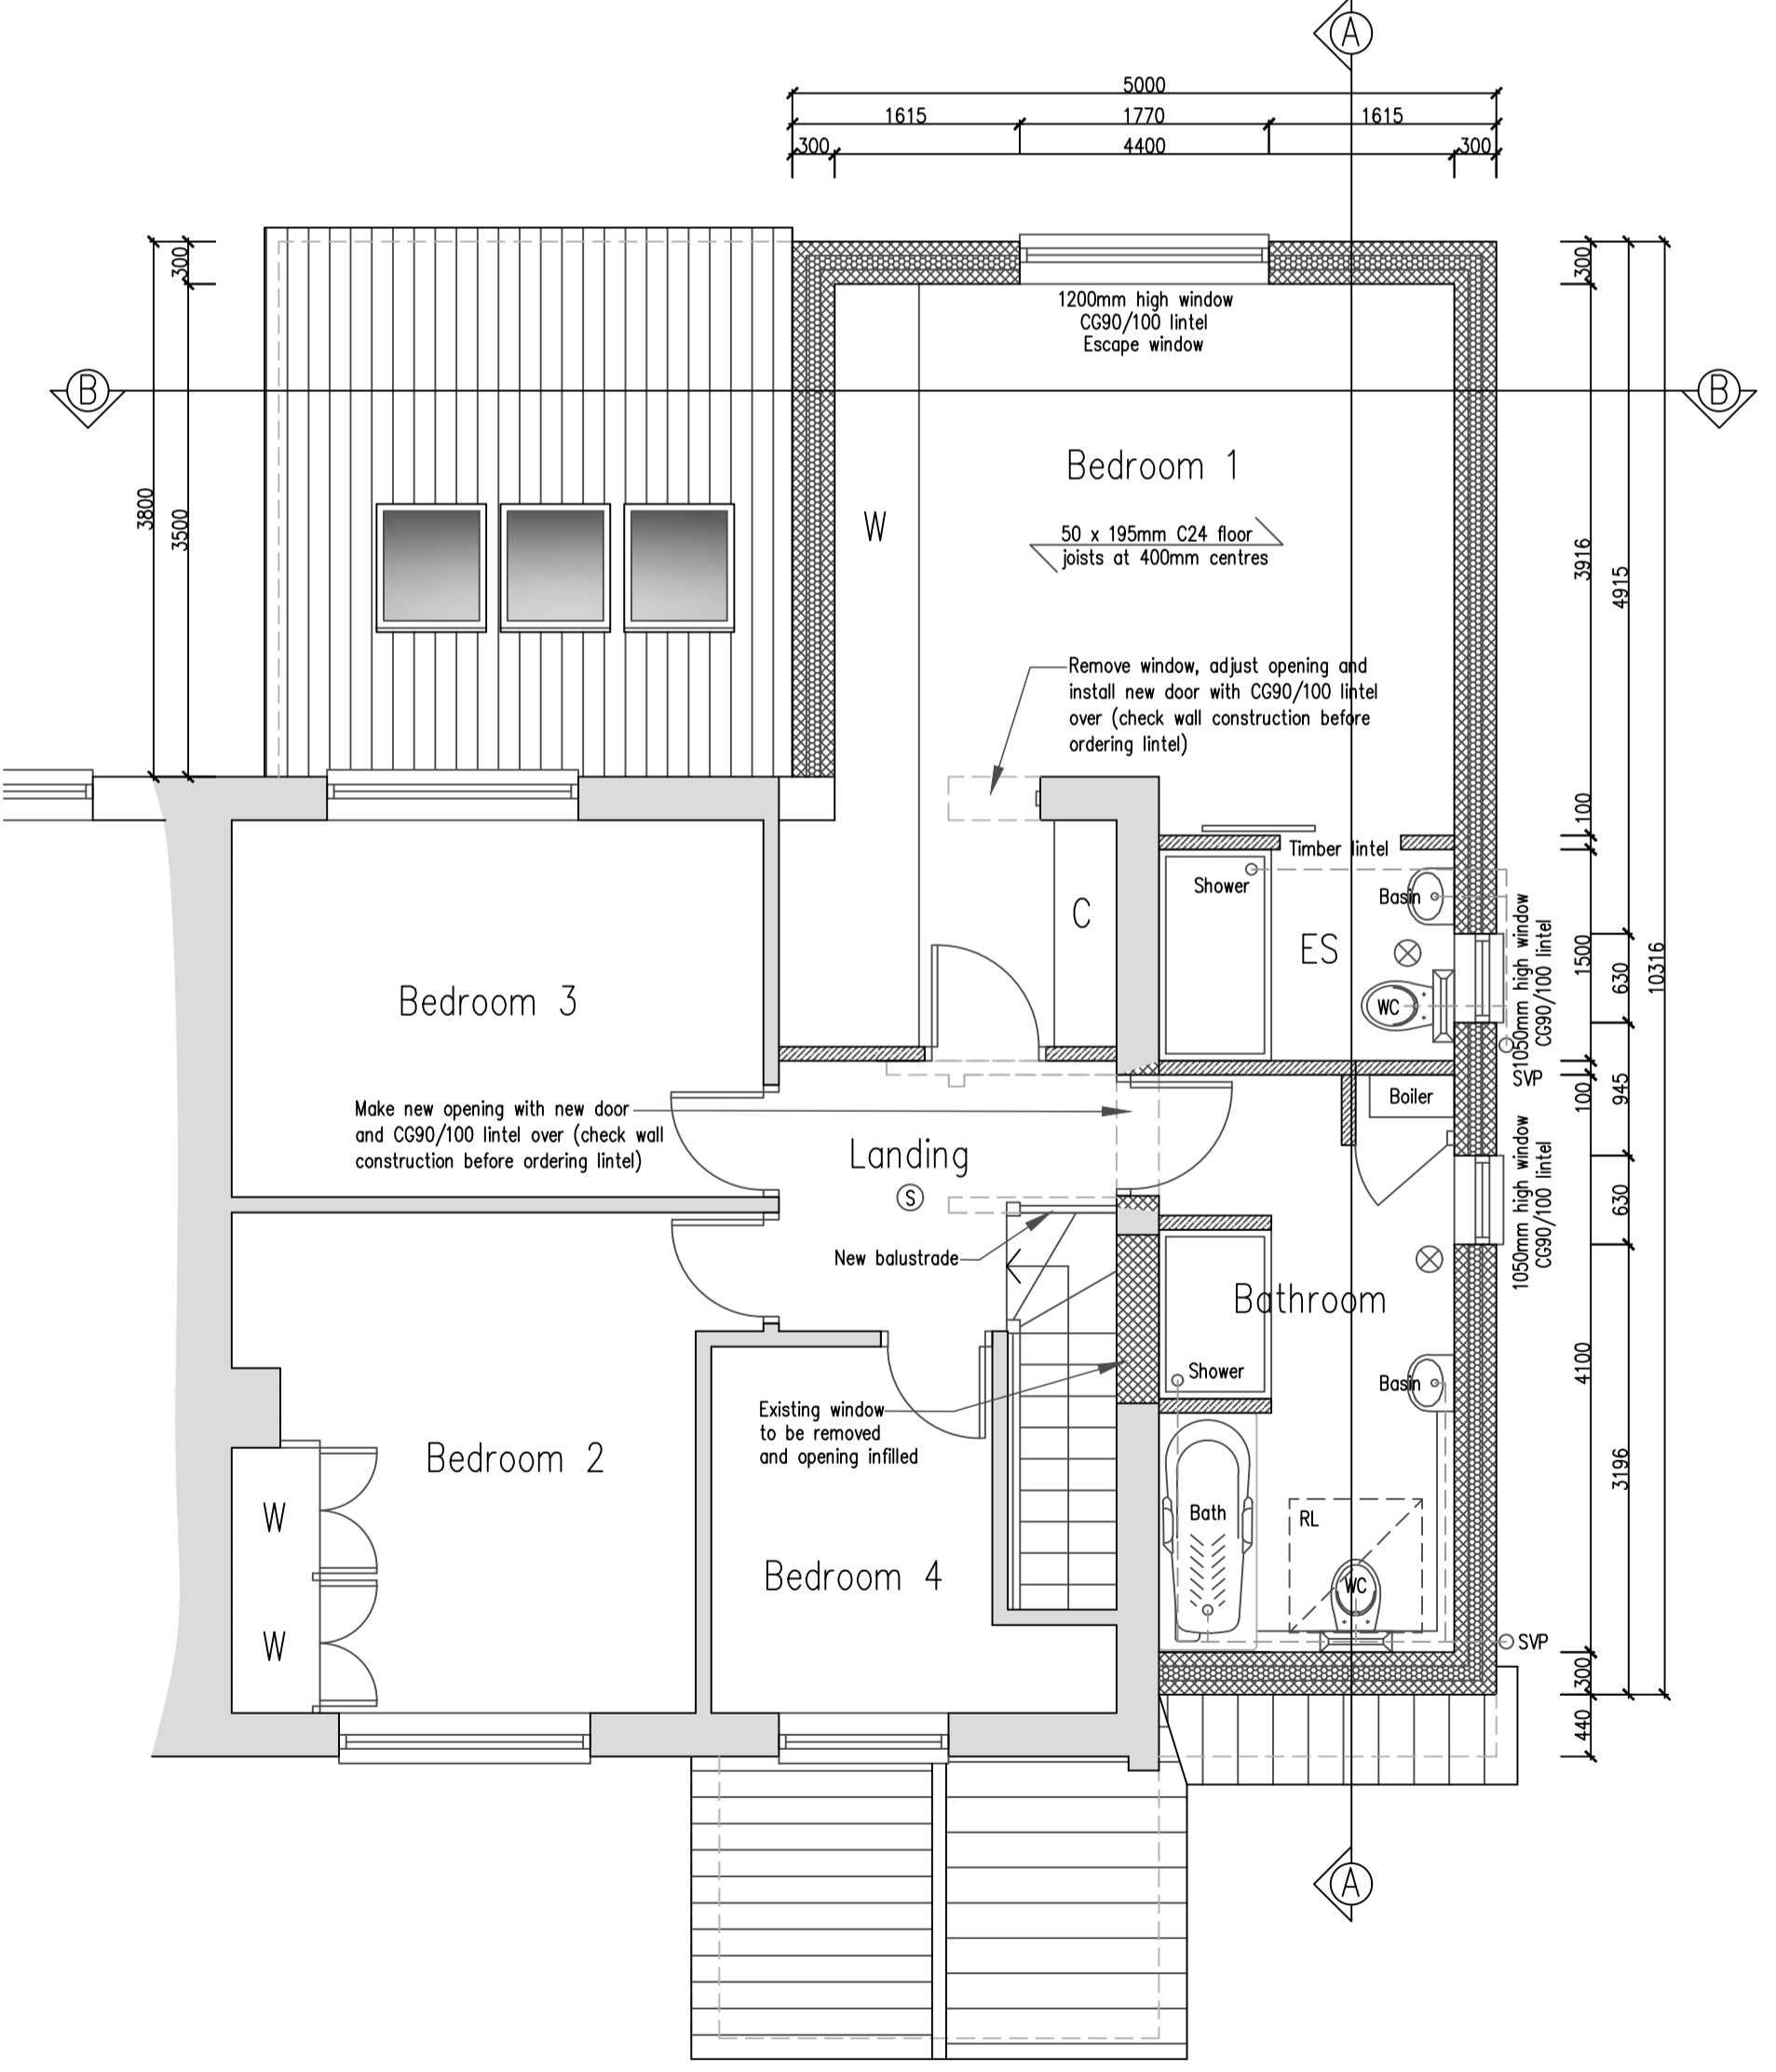 A
5000
1615
1770
1615
300
4400
300
300
3800
3500
B
B
1200mm high window
CG90/100 lintel
Escape window
Bedroom 1
W
50 x 195mm C24 floor
joists at 400mm centres
Remove window, adjust opening and
install new door with CG90/100 lintel
over (check wall construction before
ordering lintel)
300
3916
4915
10316
100
1500
630
100
945
630
4100
3196
300
440
Timber lintel
Shower
Basin
C
ES
WC
1050mm high window
CG90/100 lintel
SVP
Boiler
Bedroom 3
Make new opening with new door
and CG90/100 lintel over (check wall
construction before ordering lintel)
Landing
S
New balustrade
1050mm high window
CG90/100 lintel
Bathroom
Shower
Basin
Existing window
to be removed
and opening infilled
Bedroom 2
W
W
Bedroom 4
Bath
RL
WC
SVP
A